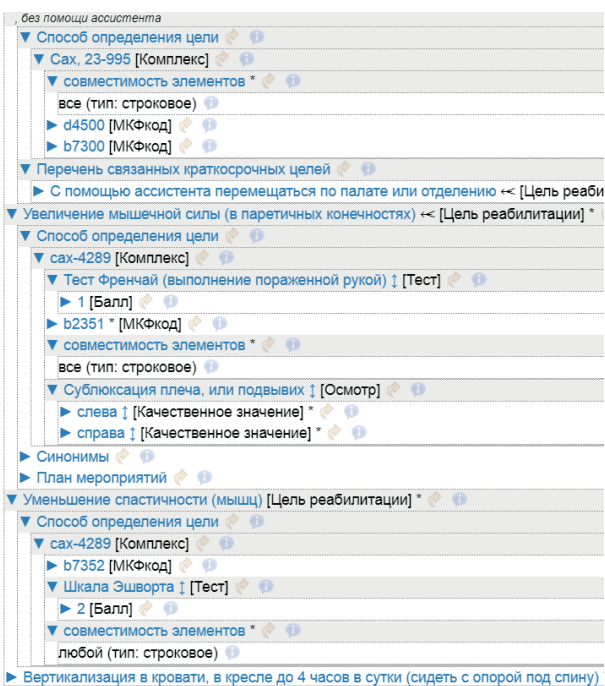 , без помощи ассистента
▼ Способ определения цели
▼ Сах, 23-995 [Комплекс]
▼ совместимость элементов *
все (тип: строковое)
► d4500 [МКФкод]
► b7300 [МКФкод]
▼ Перечень связанных краткосрочных целей
► С помощью ассистента перемещаться по палате или отделению ↢ [Цель реаби
▼ Увеличение мышечной силы (в паретичных конечностях) ↢ [Цель реабилитации] *
▼ Способ определения цели
▼ сах-4289 [Комплекс]
▼ Тест Френчай (выполнение пораженной рукой) ↕ [Тест]
► 1 [Балл]
► b2351 * [МКФкод]
▼ совместимость элементов *
все (тип: строковое)
▼ Сублюксация плеча, или подвывих ↕ [Осмотр]
► слева ↕ [Качественное значение] *
► справа ↕ [Качественное значение] *
► Синонимы
► План мероприятий
▼ Уменьшение спастичности (мышц) [Цель реабилитации] *
▼ Способ определения цели
▼ сах-4289 [Комплекс]
► b7352 [МКФкод]
▼ Шкала Эшворта ↕ [Тест]
► 2 [Балл]
▼ совместимость элементов *
любой (тип: строковое)
► Вертикализация в кровати, в кресле до 4 часов в сутки (сидеть с опорой под спину)